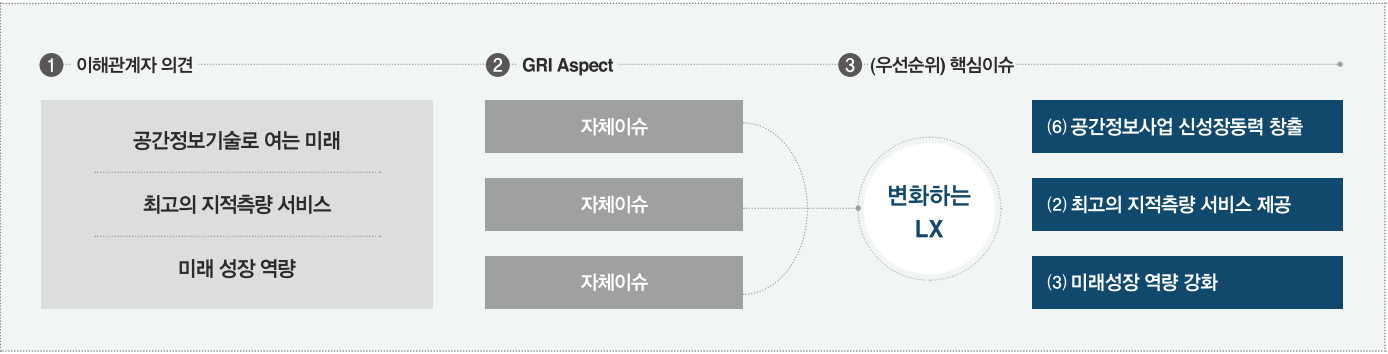 1 이해관계자 의견
공간정보기술로 여는 미래
최고의 지적측량 서비스
미래 성장 역량
2 GRI Aspect
자체이슈
자체이슈
자체이슈
3 (우선순위) 핵심이슈
변화하는
LX
(6) 공간정보사업 신성장동력 창출
(2) 최고의 지적측량 서비스 제공
(3) 미래성장 역량 강화